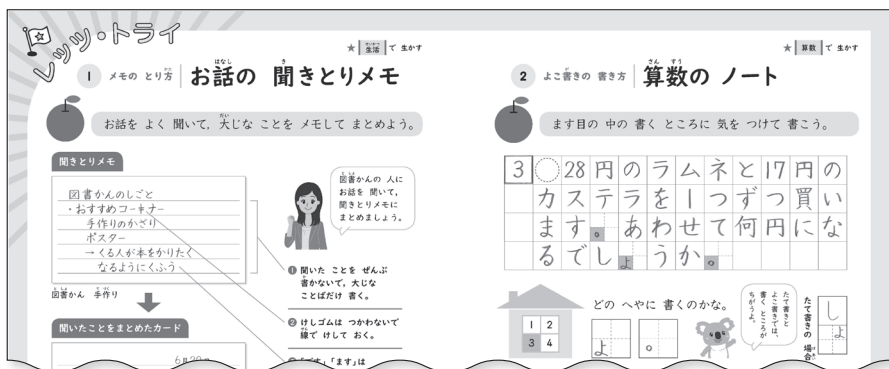 レッツ・トライ
★ 生活 で 生かす
1 メモの とり方 お話の 聞きとりメモ
お話を よく 聞いて，大じな ことを メモして まとめよう。
聞きとりメモ
図書かんのしごと
・おすすめコーキナー
手作りのかざり
ポスター
→くる人が本をかりたく
なるようにくふう
図書かん 手作り
図書かんの 人に
お話を 聞いて，
聞きとりメモに
まとめましょう。
❶ 聞いた ことを ぜんぶ
書かないで，大じな
ことばだけ 書く。
❷ けしゴムは つかわないで
線で けして おく。
「です」「ます」は
聞いたことをまとめたカード
★ 算数 で 生かす
2 よこ書きの 書き方 算数の ノート
ます目の 中の 書く ところに 気を つけて 書こう。
3 28円のラムネと17円の
カステラを1つずつ買い
ます。あわせて何円にな
るでしょうか。
どの へやに 書くのかな。
1 2
3 4
ょ 。
たて書きと
よこ書きでは，
書く ところが
ちがうよ。
たて書きの 場合
しょ